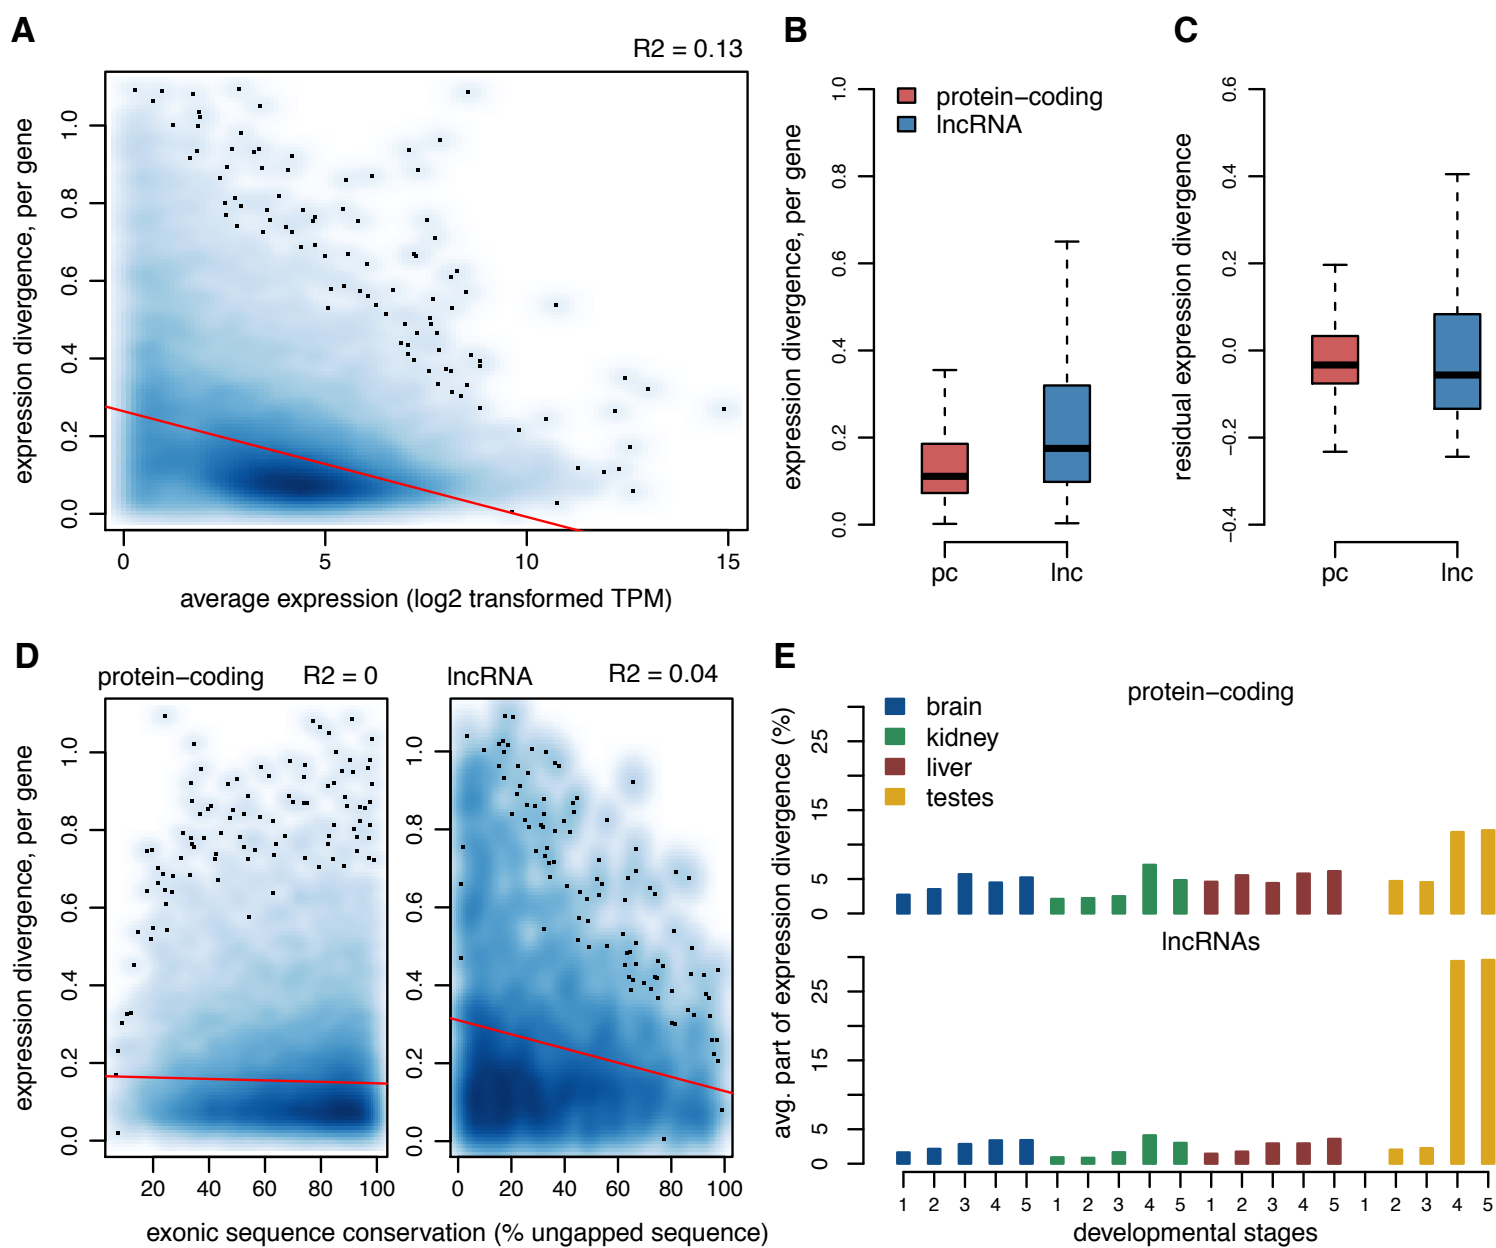 A
R2 = 0.13
expression divergence, per gene
0.0 0.2 0.4 0.6 0.8 1.0
0 5 10 15
average expression (log2 transformed TPM)
B
protein−coding
lncRNA
expression divergence, per gene
0.0 0.2 0.4 0.6 0.8 1.0
pc lnc
C
residual expression divergence
−0.4 −0.2 0.0 0.2 0.4 0.6
pc lnc
D
protein−coding R2 = 0
expression divergence, per gene
0.0 0.2 0.4 0.6 0.8 1.0
20 40 60 80 100
lncRNA R2 = 0.04
0.0 0.2 0.4 0.6 0.8 1.0
0 20 40 60 80 100
exonic sequence conservation (% ungapped sequence)
E
protein−coding
brain
kidney
liver
testes
avg. part of expression divergence (%)
0 5 15 25
lncRNAs
0 5 15 25
1 2 3 4 5 1 2 3 4 5 1 2 3 4 5 1 2 3 4 5
developmental stages